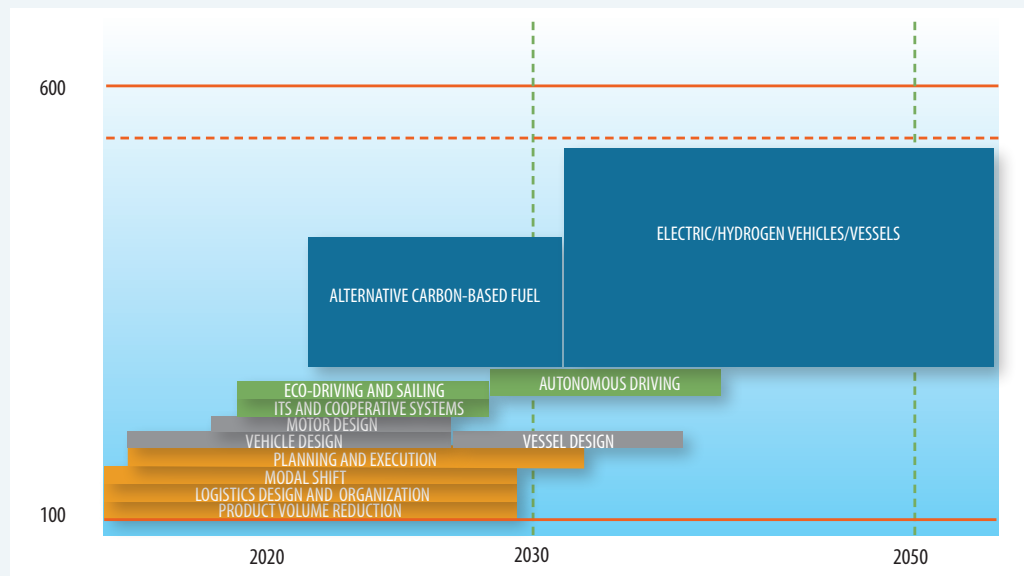 600
ELECTRIC/HYDROGEN VEHICLES/VESSELS
ALTERNATIVE CARBON-BASED FUEL
AUTONOMOUS DRIVING
ECO-DRIVING AND SAILING
ITS AND COOPERATIVE SYSTEMS
MOTOR DESIGN
VEHICLE DESIGN
VESSEL DESIGN
PLANNING AND EXECUTION
MODAL SHIFT
LOGISTICS DESIGN AND ORGANIZATION
PRODUCT VOLUME REDUCTION
100
2020
2030
2050